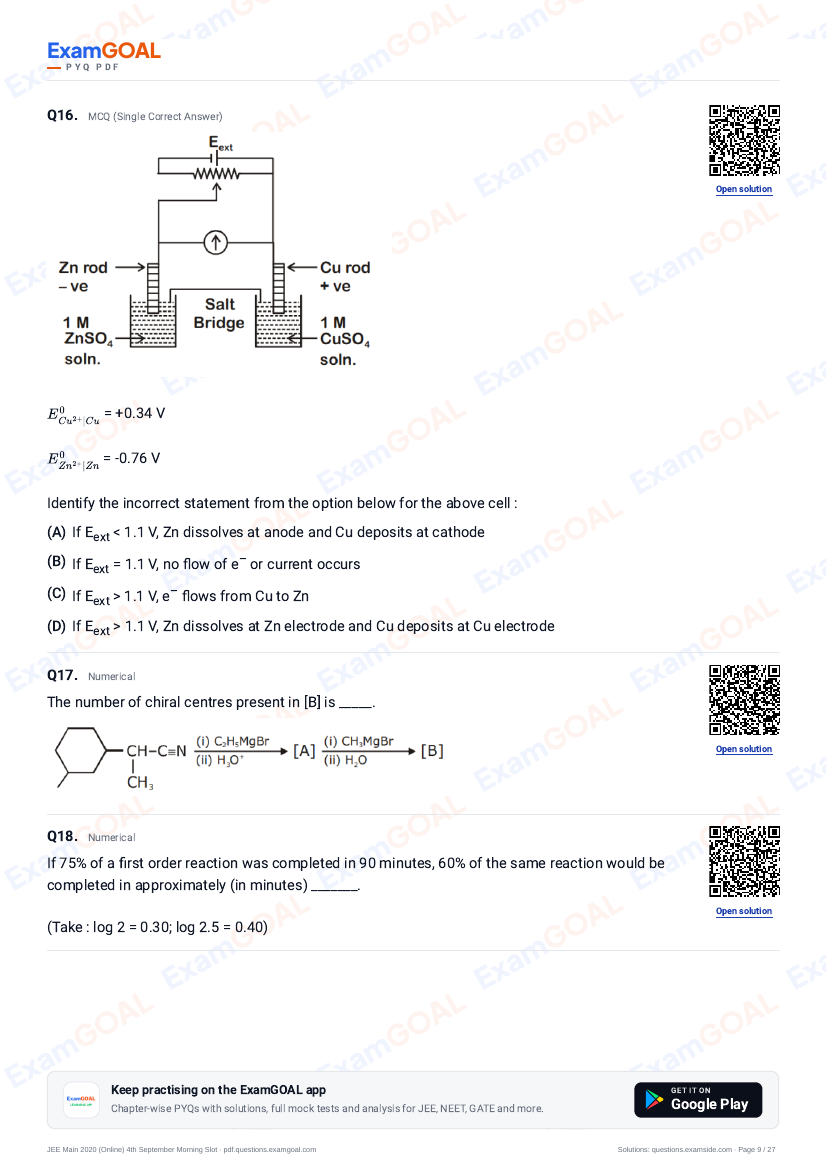 ExamGOAL
PYQ PDF
Q16. MCQ (Single Correct Answer)
Open solution
E_ext
Zn rod
– ve
Cu rod
+ ve
Salt
Bridge
1 M
ZnSO₄
soln.
1 M
CuSO₄
soln.
E⁰_Cu²⁺|Cu = +0.34 V
E⁰_Zn²⁺|Zn = -0.76 V
Identify the incorrect statement from the option below for the above cell :
(A) If E_ext < 1.1 V, Zn dissolves at anode and Cu deposits at cathode
(B) If E_ext = 1.1 V, no flow of e⁻ or current occurs
(C) If E_ext > 1.1 V, e⁻ flows from Cu to Zn
(D) If E_ext > 1.1 V, Zn dissolves at Zn electrode and Cu deposits at Cu electrode
Q17. Numerical
Open solution
The number of chiral centres present in [B] is _____.
CH–C≡N (i) C₂H₅MgBr (ii) H₃O⁺ [A] (i) CH₃MgBr (ii) H₂O [B]
CH₃
Q18. Numerical
Open solution
If 75% of a first order reaction was completed in 90 minutes, 60% of the same reaction would be
completed in approximately (in minutes) _______.
(Take : log 2 = 0.30; log 2.5 = 0.40)
Keep practising on the ExamGOAL app
Chapter-wise PYQs with solutions, full mock tests and analysis for JEE, NEET, GATE and more.
GET IT ON
Google Play
JEE Main 2020 (Online) 4th September Morning Slot · pdf.questions.examgoal.com
Solutions: questions.examside.com · Page 9 / 27